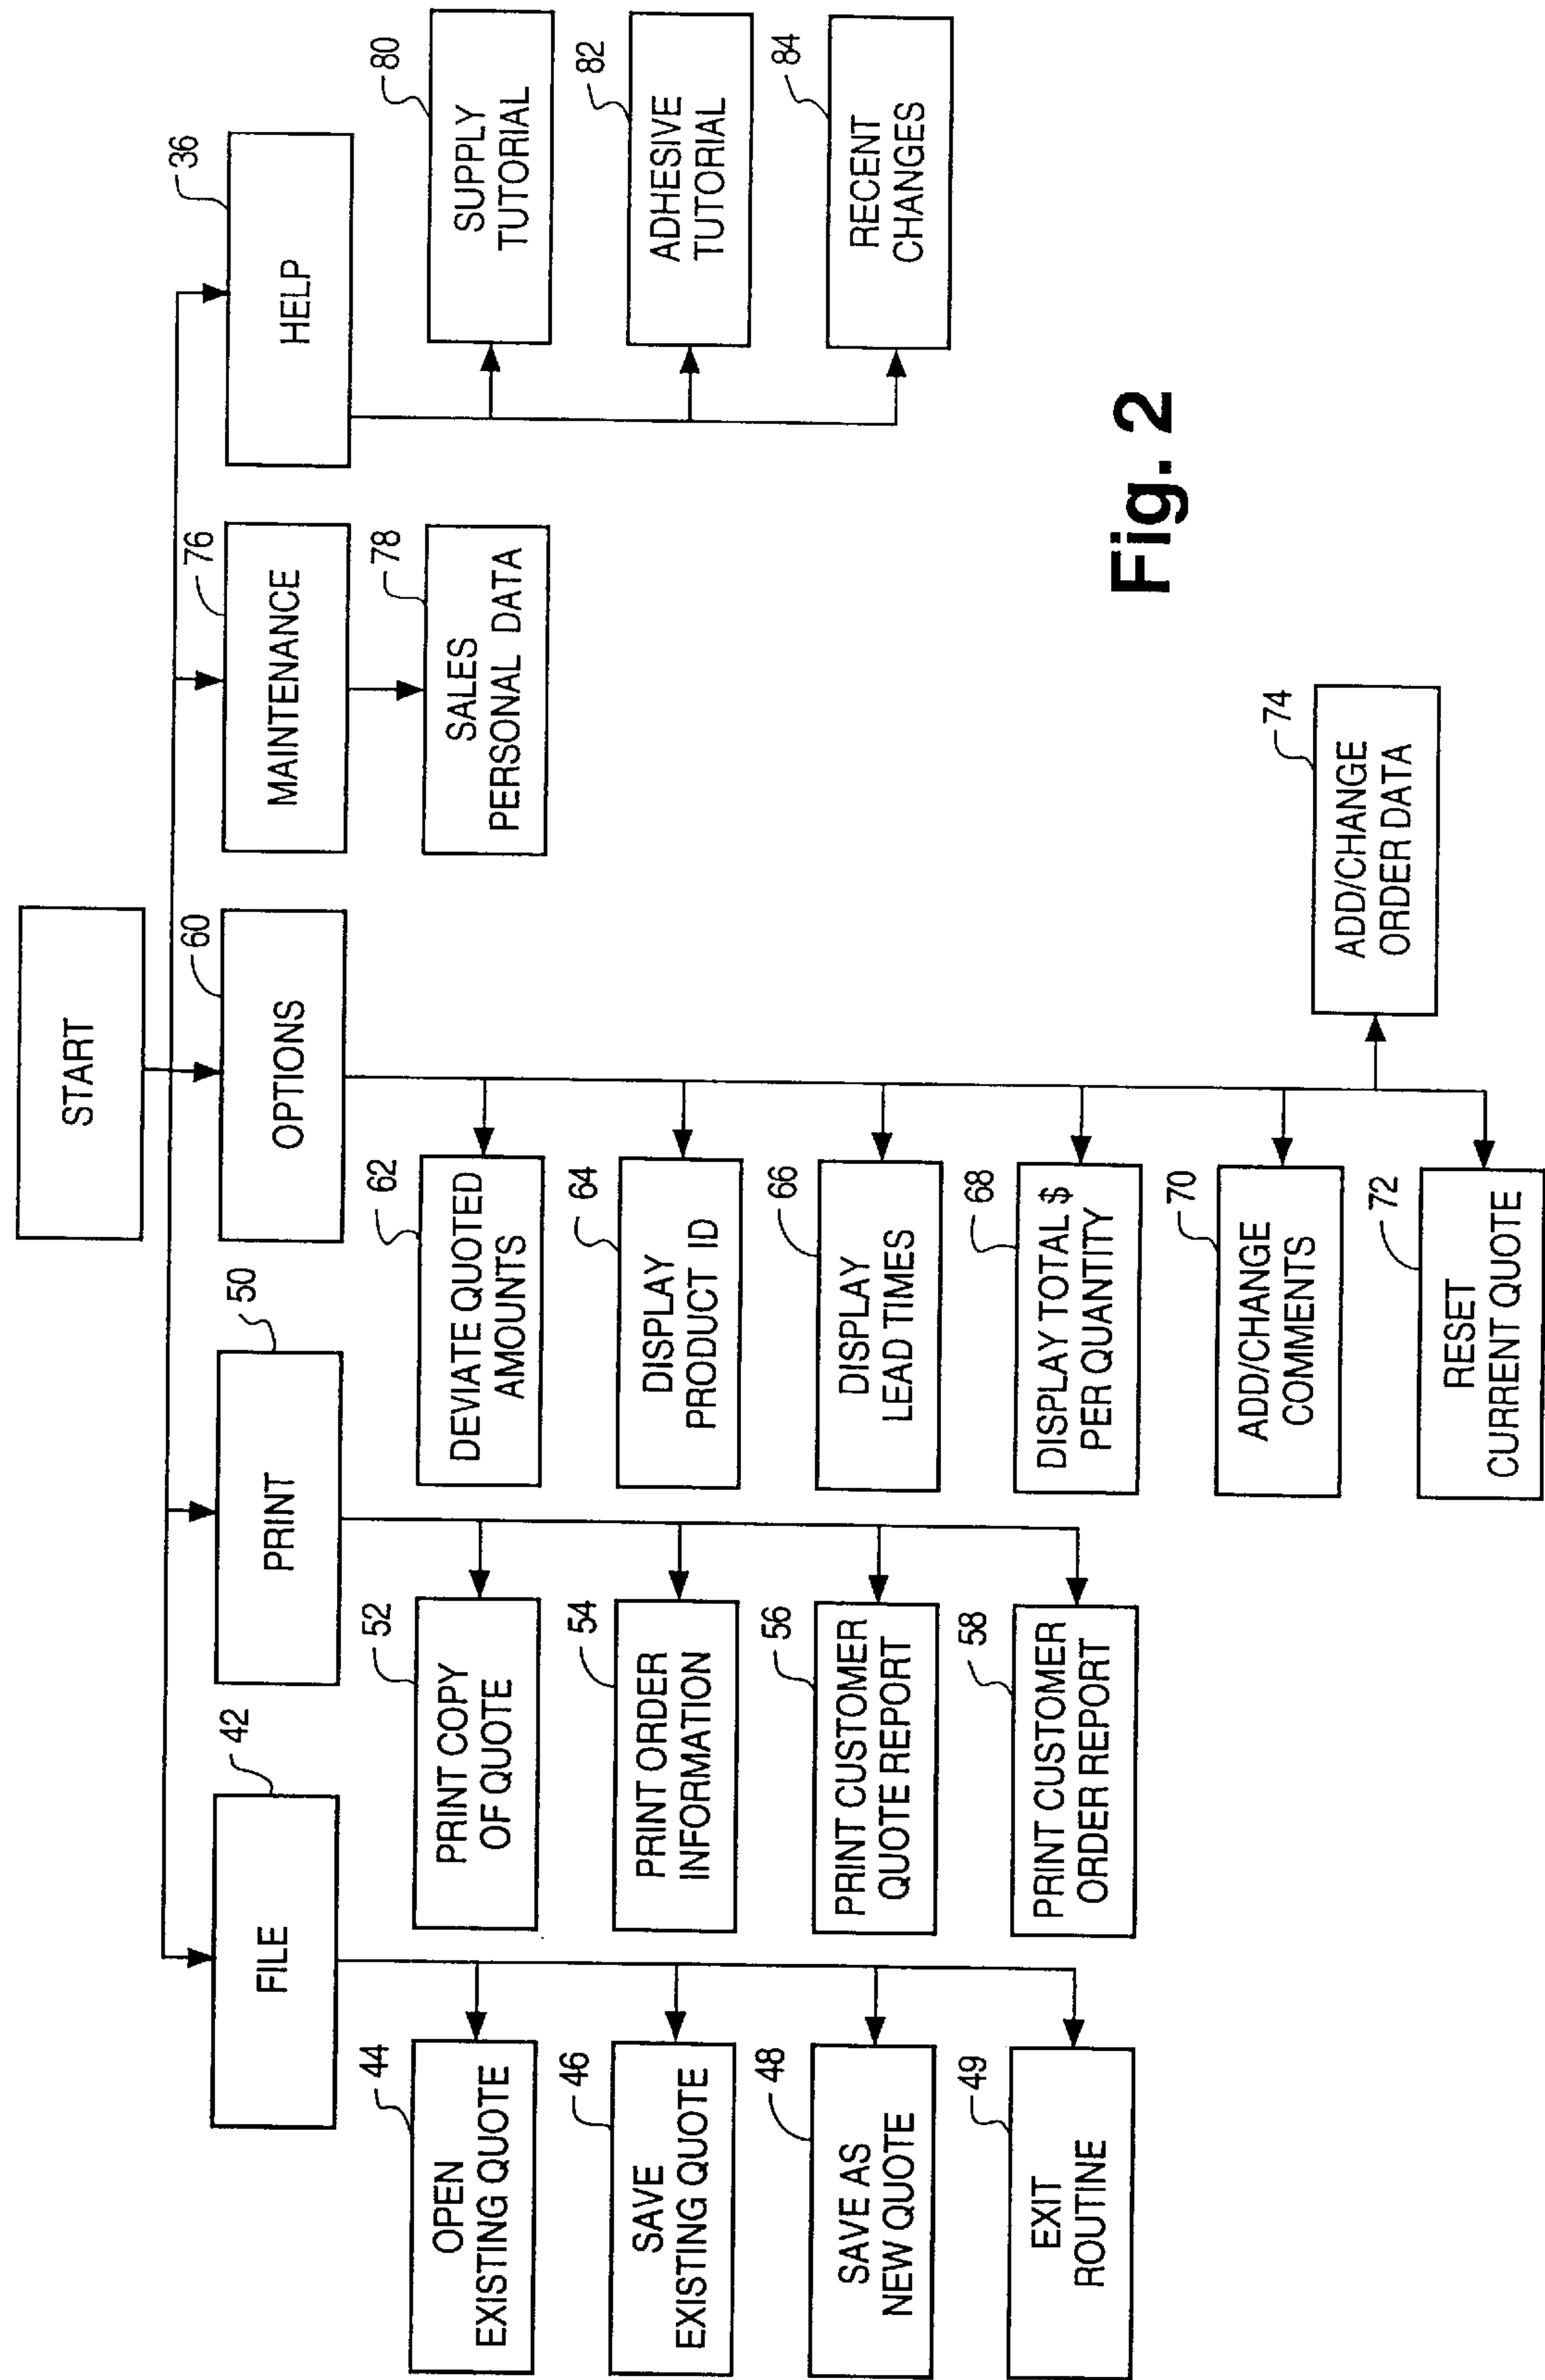 START
FILE
42
OPEN
EXISTING QUOTE
44
SAVE
EXISTING QUOTE
46
SAVE AS
NEW QUOTE
48
EXIT
ROUTINE
49
PRINT
50
PRINT COPY
OF QUOTE
52
PRINT ORDER
INFORMATION
54
PRINT CUSTOMER
QUOTE REPORT
56
PRINT CUSTOMER
ORDER REPORT
58
OPTIONS
60
DEVIATE QUOTED
AMOUNTS
62
DISPLAY
PRODUCT ID
64
DISPLAY
LEAD TIMES
66
DISPLAY TOTAL $
PER QUANTITY
68
ADD/CHANGE
COMMENTS
70
RESET
CURRENT QUOTE
72
ADD/CHANGE
ORDER DATA
74
MAINTENANCE
76
SALES
PERSONAL DATA
78
HELP
36
SUPPLY
TUTORIAL
80
ADHESIVE
TUTORIAL
82
RECENT
CHANGES
84
Fig. 2